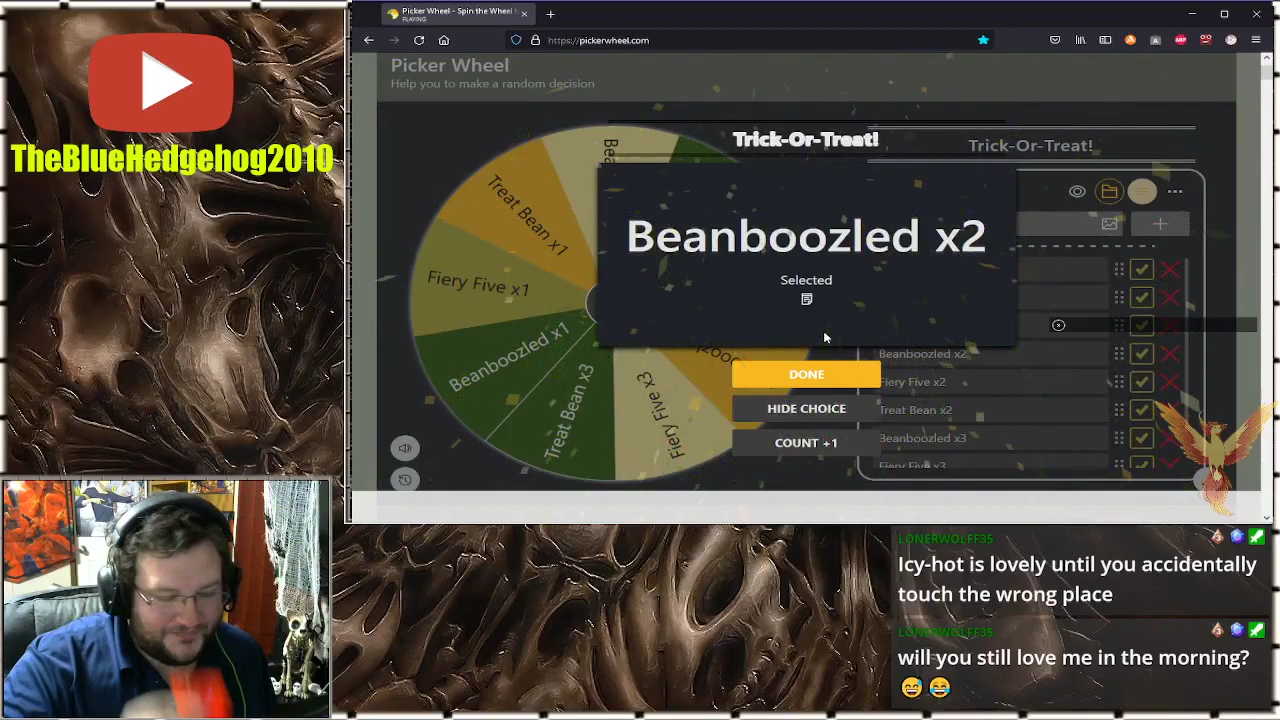 TheBlueHedgehog2010
Picker Wheel - Spin the Wheel
PLAYING
https://pickerwheel.com
Picker Wheel
Help you to make a random decision
Trick-Or-Treat!
Trick-Or-Treat!
Treat Bean x1
Fiery Five x1
Beanboozled x1
Treat Bean x3
Fiery Five x3
Beanboozled x2
Selected
DONE
HIDE CHOICE
COUNT +1
Beanboozled x2
Fiery Five x2
Treat Bean x2
Beanboozled x3
Fiery Five x3
LONERWOLFF35
Icy-hot is lovely until you accidentally
touch the wrong place
LONERWOLFF35
will you still love me in the morning?